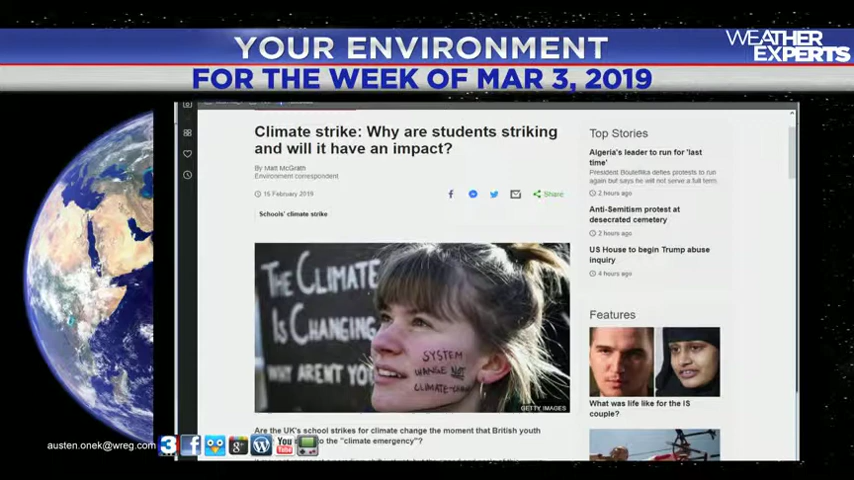 YOUR ENVIRONMENT
WEATHER
EXPERTS
FOR THE WEEK OF MAR 3, 2019
Climate strike: Why are students striking
and will it have an impact?
By Matt McGrath
Environment correspondent
15 February 2019
Share
Schools' climate strike
THE CLIMATE
IS CHANGING
WHY ARENT YO
SYSTEM
CHANGE NOT
CLIMATE-CHAN
GETTY IMAGES
Are the UK's school strikes for climate change the moment that British youth
to the "climate emergency"?
Top Stories
Algeria's leader to run for 'last
time'
President Bouteflika defies protests to run
again but says he will not serve a full term
2 hours ago
Anti-Semitism protest at
desecrated cemetery
2 hours ago
US House to begin Trump abuse
inquiry
4 hours ago
Features
What was life like for the IS
couple?
austen.onek@wreg.com
3
f
g+
W
You